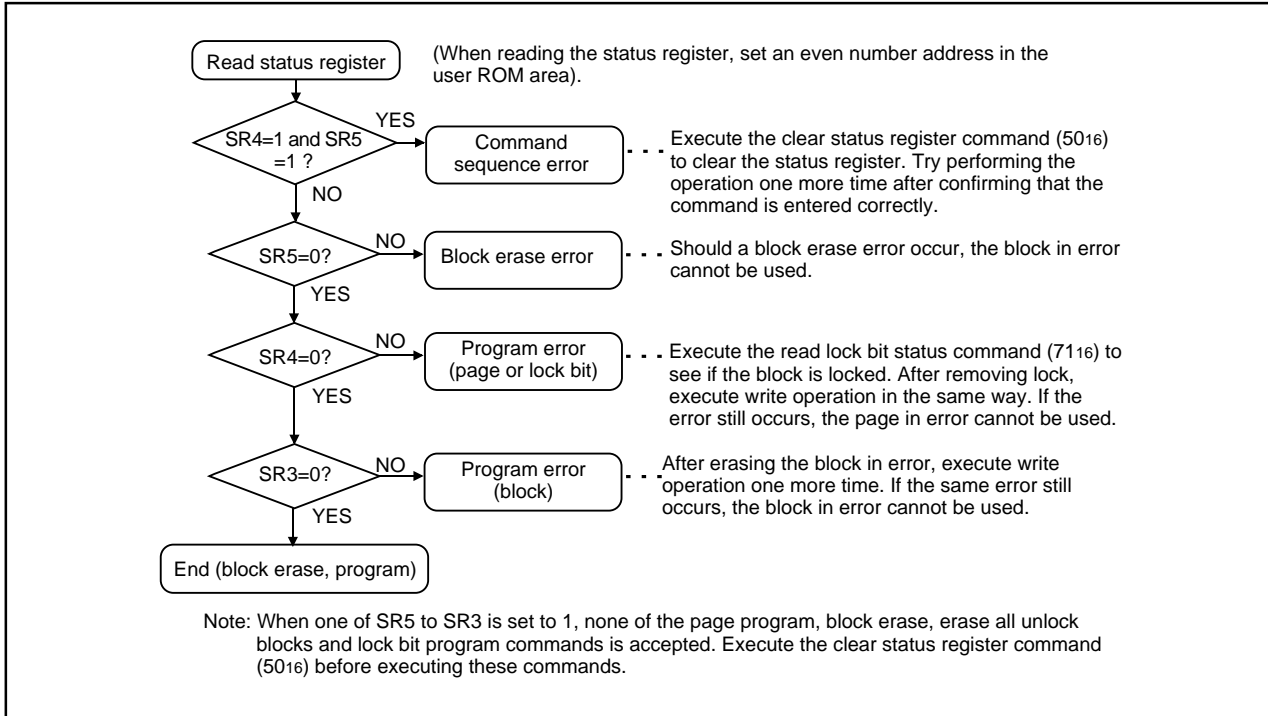 Read status register
(When reading the status register, set an even number address in the
user ROM area).
SR4=1 and SR5
=1 ?
YES
NO
Command
sequence error
Execute the clear status register command (5016)
to clear the status register. Try performing the
operation one more time after confirming that the
command is entered correctly.
SR5=0?
NO
YES
Block erase error
Should a block erase error occur, the block in error
cannot be used.
SR4=0?
NO
YES
Program error
(page or lock bit)
Execute the read lock bit status command (7116) to
see if the block is locked. After removing lock,
execute write operation in the same way. If the
error still occurs, the page in error cannot be used.
SR3=0?
NO
YES
Program error
(block)
After erasing the block in error, execute write
operation one more time. If the same error still
occurs, the block in error cannot be used.
End (block erase, program)
Note: When one of SR5 to SR3 is set to 1, none of the page program, block erase, erase all unlock
blocks and lock bit program commands is accepted. Execute the clear status register command
(5016) before executing these commands.